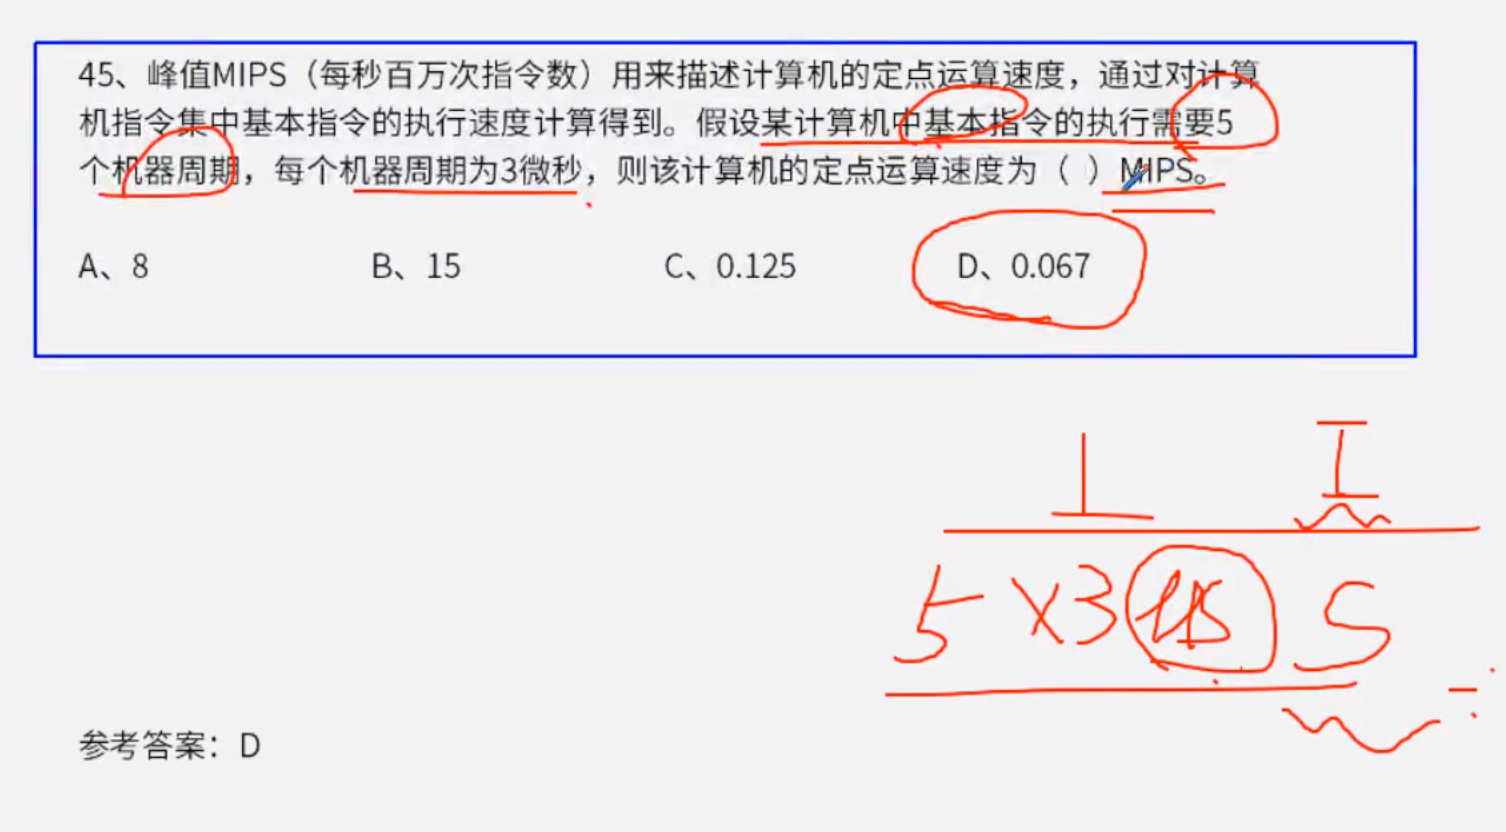 45、峰值MIPS（每秒百万次指令数）用来描述计算机的定点运算速度，通过对计算
机指令集中基本指令的执行速度计算得到。假设某计算机中基本指令的执行需要5
个机器周期，每个机器周期为3微秒，则该计算机的定点运算速度为（ ）MIPS。
A、8 B、15 C、0.125 D、0.067
1 I
5 ×3 S
参考答案：D